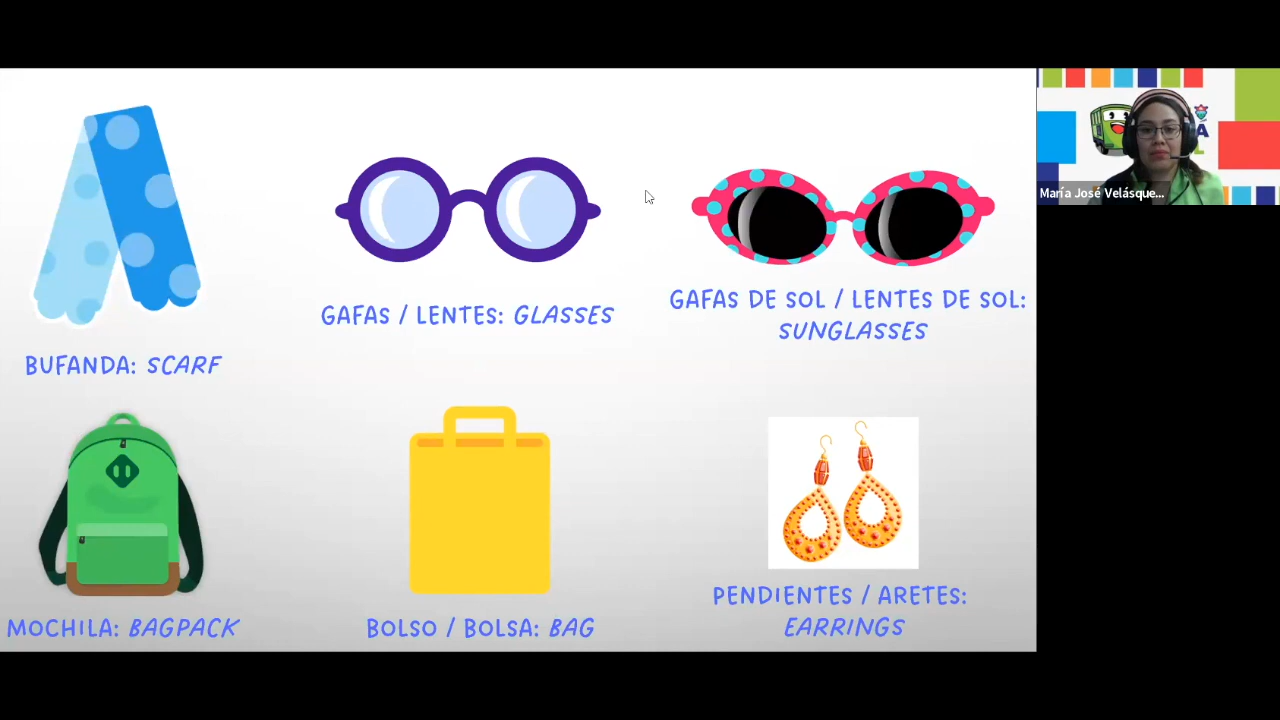 GAFAS / LENTES: GLASSES
GAFAS DE SOL / LENTES DE SOL:
SUNGLASSES
BUFANDA: SCARF
MOCHILA: BAGPACK
BOLSO / BOLSA: BAG
PENDIENTES / ARETES:
EARRINGS
María José Velásque...